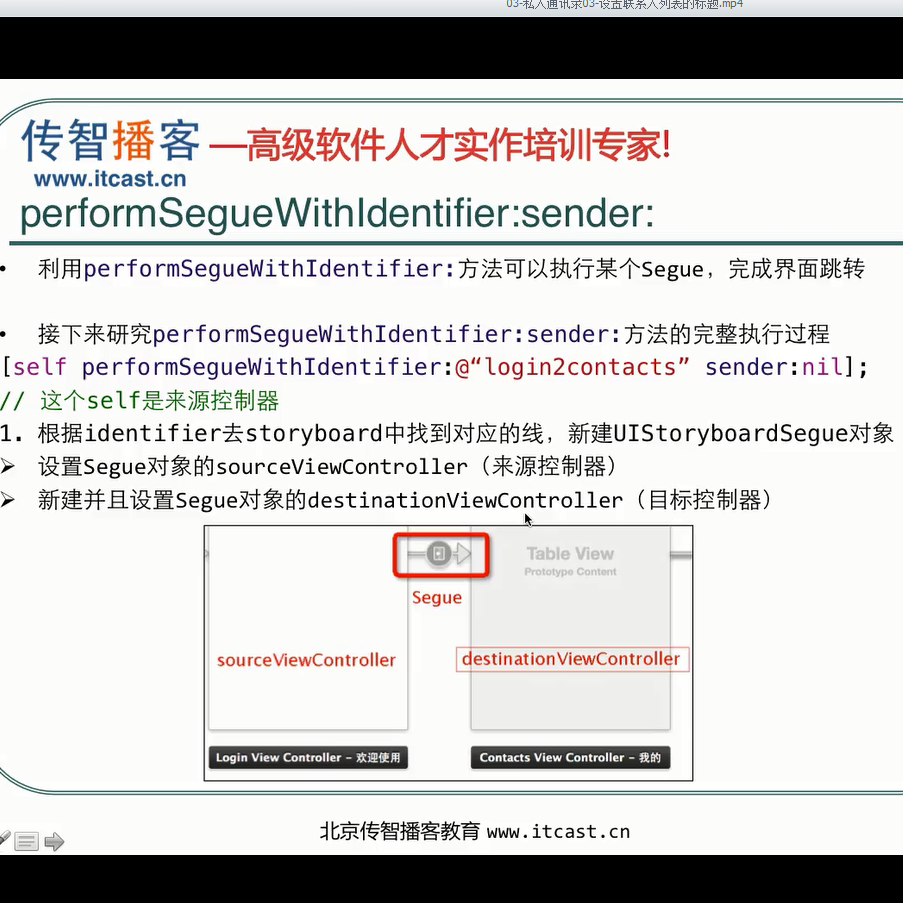 03-私人通讯录03-设置联系人列表的标题.mp4
传智播客 —高级软件人才实作培训专家!
www.itcast.cn
performSegueWithIdentifier:sender:
• 利用performSegueWithIdentifier:方法可以执行某个Segue，完成界面跳转
• 接下来研究performSegueWithIdentifier:sender:方法的完整执行过程
[self performSegueWithIdentifier:@“login2contacts” sender:nil];
// 这个self是来源控制器
1. 根据identifier去storyboard中找到对应的线，新建UIStoryboardSegue对象
➢ 设置Segue对象的sourceViewController（来源控制器）
➢ 新建并且设置Segue对象的destinationViewController（目标控制器）
Table View
Prototype Content
Segue
sourceViewController
destinationViewController
Login View Controller – 欢迎使用
Contacts View Controller – 我的
北京传智播客教育 www.itcast.cn